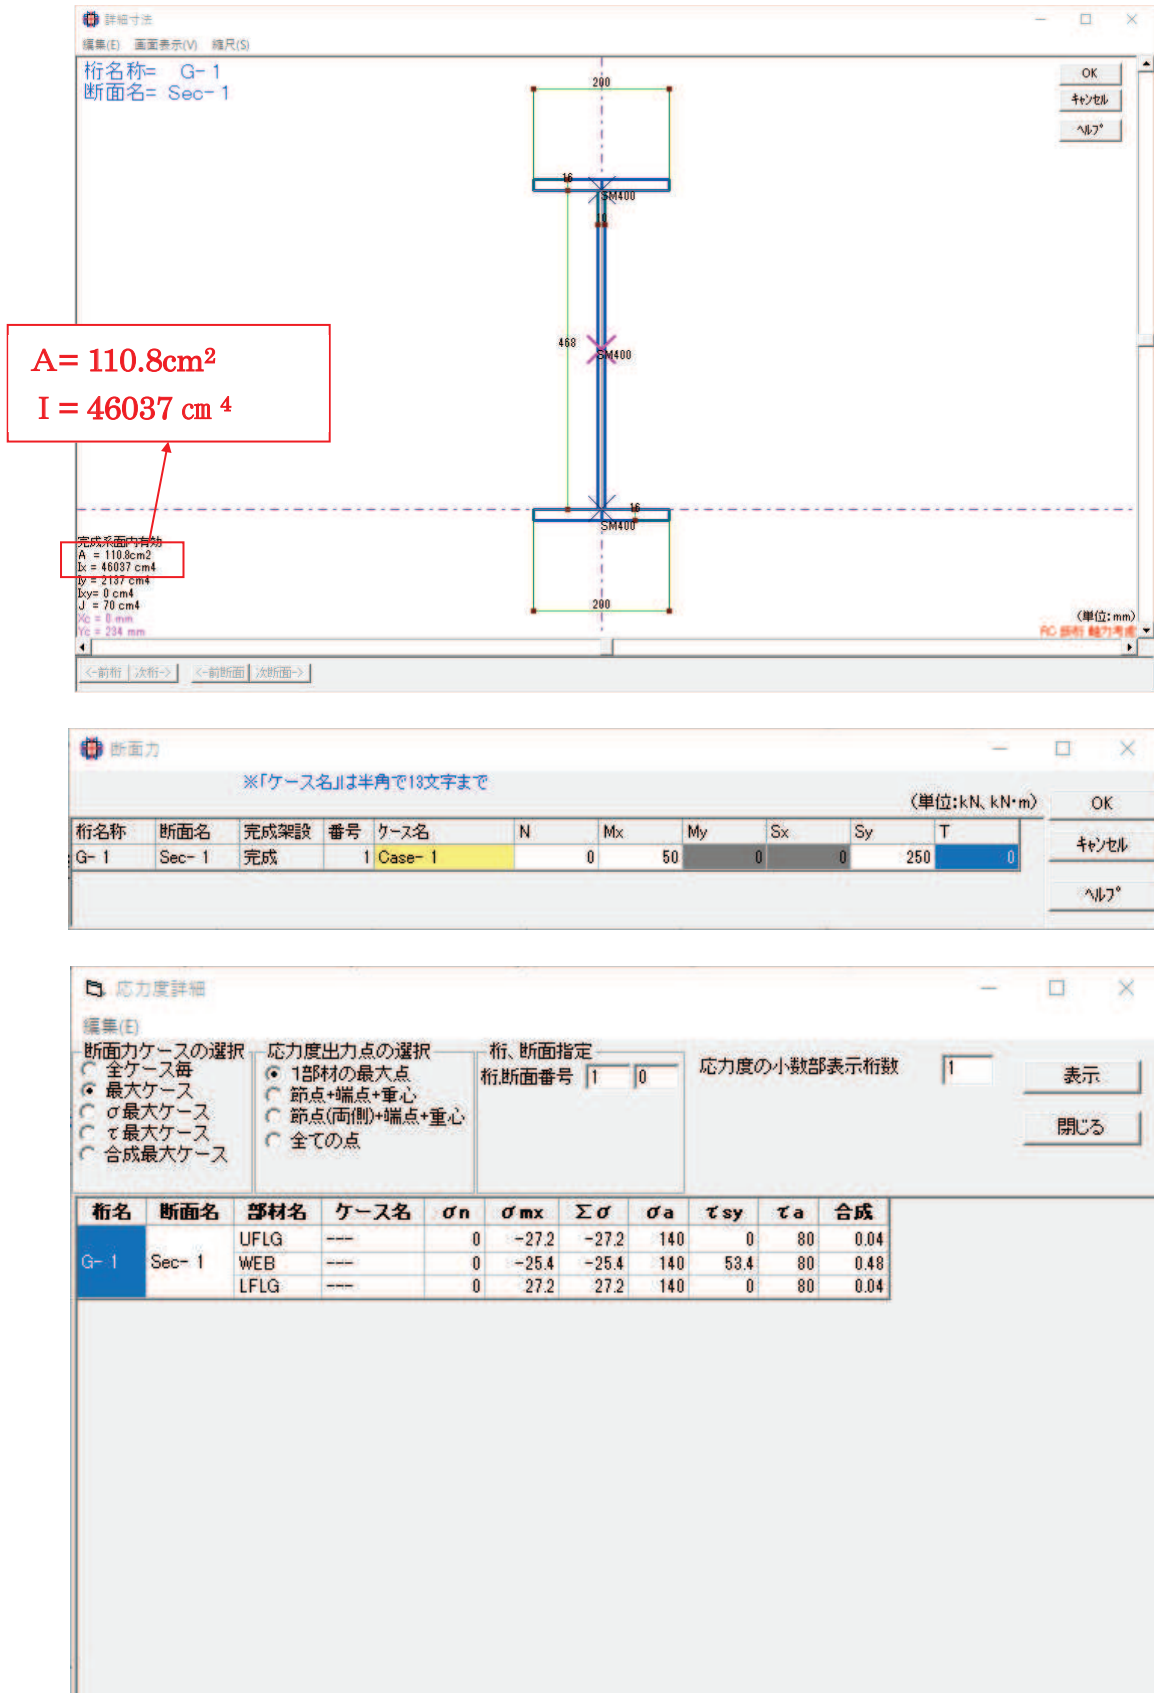 詳細寸法
編集(E) 画面表示(V) 縮尺(S)
桁名称= G- 1
断面名= Sec- 1
OK
ｷｬﾝｾﾙ
ﾍﾙﾌﾟ
200
16
SM400
10
468
SM400
A= 110.8cm²
I = 46037 cm ⁴
16
SM400
200
完成系面内有効
A = 110.8cm2
Ix = 46037 cm4
Iy = 2137 cm4
Ixy= 0 cm4
J = 70 cm4
Xc = 0 mm
Yc = 234 mm
(単位:mm)
RC 鈑桁 軸力考慮
<-前桁 次桁-> <-前断面 次断面->
断面力
※「ケース名」は半角で13文字まで
(単位:kN、kN・m)
OK
ｷｬﾝｾﾙ
ﾍﾙﾌﾟ
桁名称 断面名 完成架設 番号 ｹｰｽ名 N Mx My Sx Sy T
G- 1 Sec- 1 完成 1 Case- 1 0 50 0 0 250 0
応力度詳細
編集(E)
断面力ケースの選択
全ケース毎
最大ケース
σ最大ケース
τ最大ケース
合成最大ケース
応力度出力点の選択
1部材の最大点
節点+端点+重心
節点(両側)+端点+重心
全ての点
桁、断面指定
桁,断面番号 1 0
応力度の小数部表示桁数 1
表示
閉じる
桁名 断面名 部材名 ケース名 σn σmx Σσ σa τsy τa 合成
G- 1 Sec- 1 UFLG --- 0 -27.2 -27.2 140 0 80 0.04
WEB --- 0 -25.4 -25.4 140 53.4 80 0.48
LFLG --- 0 27.2 27.2 140 0 80 0.04